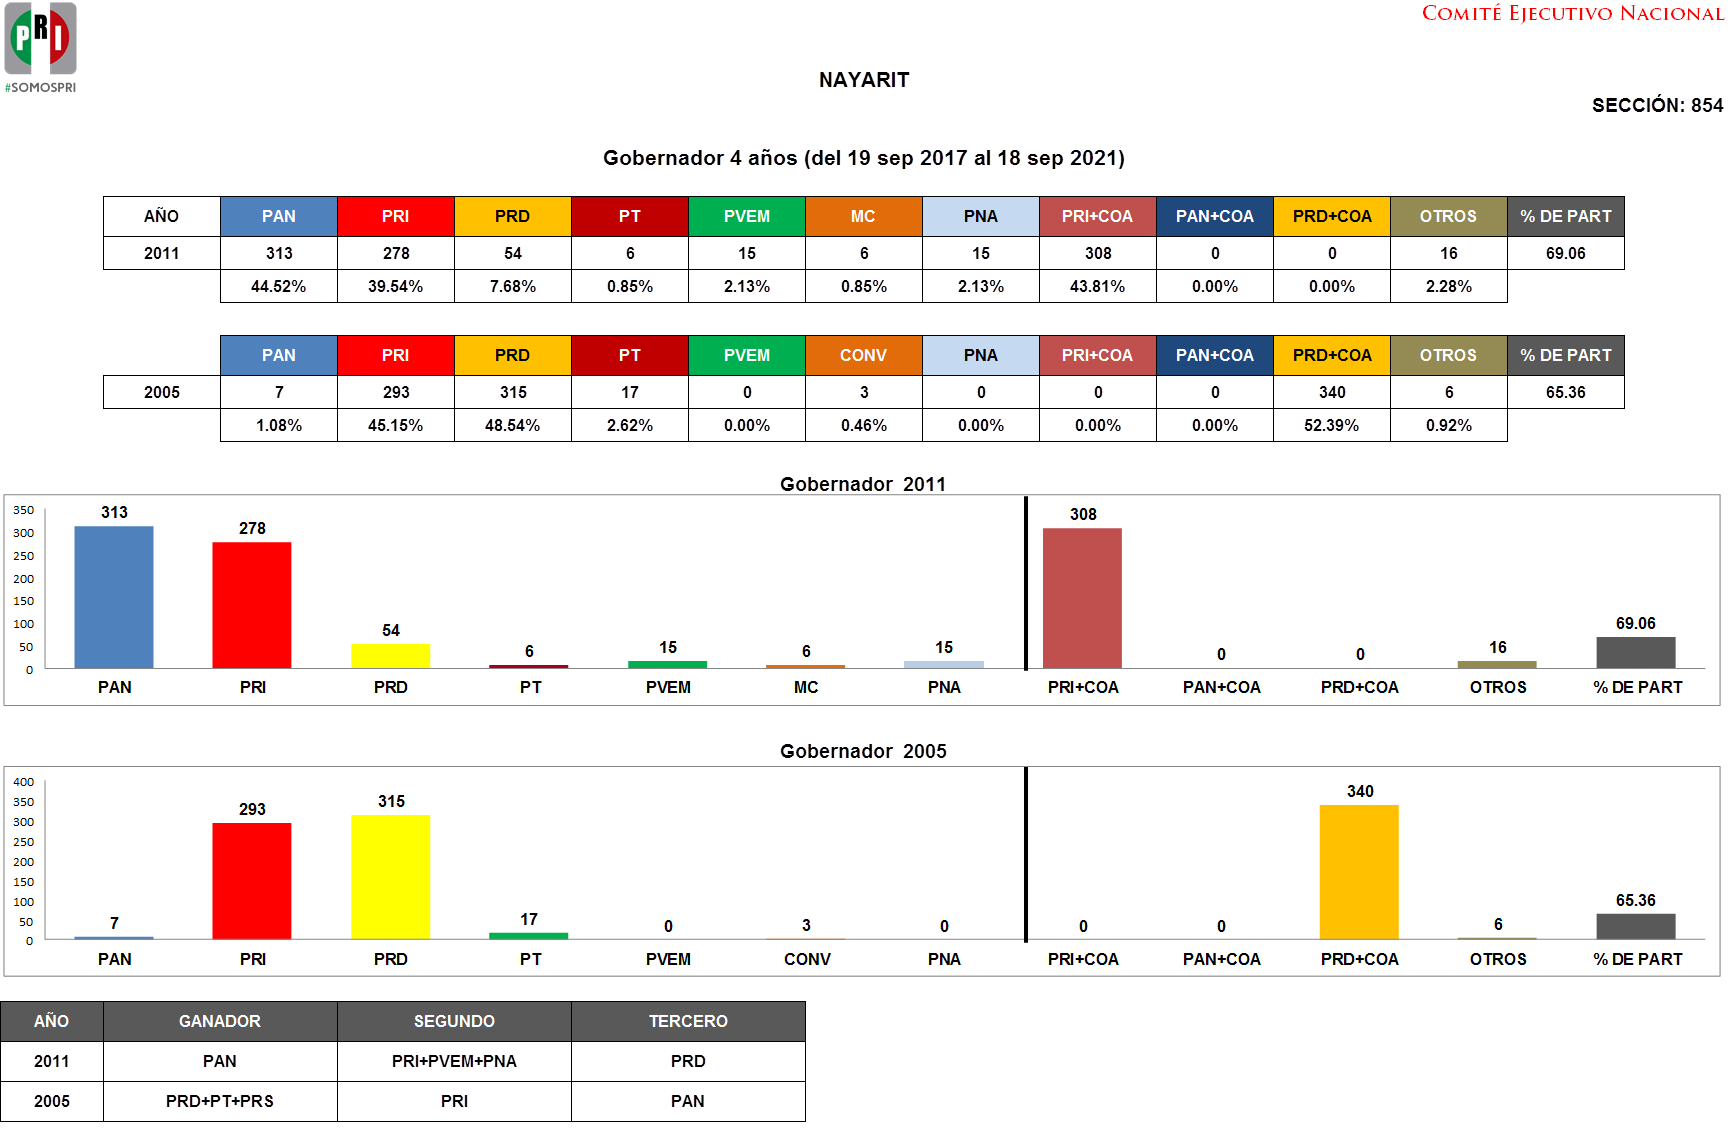 PRI
#SOMOSPRI
COMITÉ EJECUTIVO NACIONAL
NAYARIT
SECCIÓN: 854
Gobernador 4 años (del 19 sep 2017 al 18 sep 2021)
AÑO PAN PRI PRD PT PVEM MC PNA PRI+COA PAN+COA PRD+COA OTROS % DE PART
2011 313 278 54 6 15 6 15 308 0 0 16 69.06
44.52% 39.54% 7.68% 0.85% 2.13% 0.85% 2.13% 43.81% 0.00% 0.00% 2.28%
PAN PRI PRD PT PVEM CONV PNA PRI+COA PAN+COA PRD+COA OTROS % DE PART
2005 7 293 315 17 0 3 0 0 0 340 6 65.36
1.08% 45.15% 48.54% 2.62% 0.00% 0.46% 0.00% 0.00% 0.00% 52.39% 0.92%
Gobernador 2011
350
300
250
200
150
100
50
0
313 278 54 6 15 6 15 308 0 0 16 69.06
PAN PRI PRD PT PVEM MC PNA PRI+COA PAN+COA PRD+COA OTROS % DE PART
Gobernador 2005
400
350
300
250
200
150
100
50
0
7 293 315 17 0 3 0 0 0 340 6 65.36
PAN PRI PRD PT PVEM CONV PNA PRI+COA PAN+COA PRD+COA OTROS % DE PART
AÑO GANADOR SEGUNDO TERCERO
2011 PAN PRI+PVEM+PNA PRD
2005 PRD+PT+PRS PRI PAN